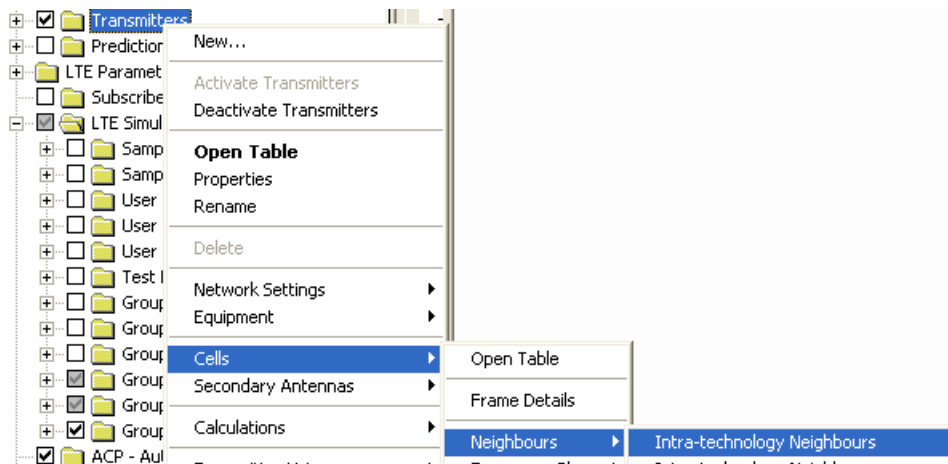 Transmitters
Prediction
LTE Paramet
Subscribe
LTE Simul
Samp
Samp
User
User
User
Test
Group
Group
Group
Group
Group
Group
ACP - Aut
New...
Activate Transmitters
Deactivate Transmitters
Open Table
Properties
Rename
Delete
Network Settings
Equipment
Cells
Secondary Antennas
Calculations
Open Table
Frame Details
Neighbours
Intra-technology Neighbours